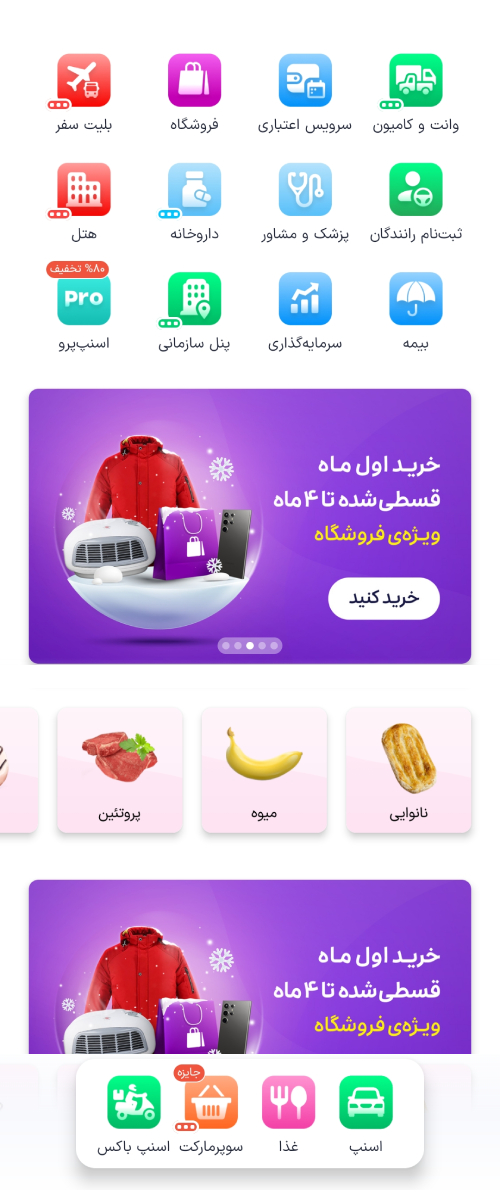 وانت و کامیون
سرویس اعتباری
فروشگاه
بلیت سفر
ثبت‌نام رانندگان
پزشک و مشاور
داروخانه
هتل
۸۰% تخفیف
Pro
بیمه
سرمایه‌گذاری
پنل سازمانی
اسنپ‌پرو
خرید اول ماه
قسطی‌شده تا ۴ ماه
ویژه‌ی فروشگاه
خرید کنید
نانوایی
میوه
پروتئین
خرید اول ماه
قسطی‌شده تا ۴ ماه
ویژه‌ی فروشگاه
جایزه
اسنپ
غذا
سوپرمارکت
اسنپ باکس